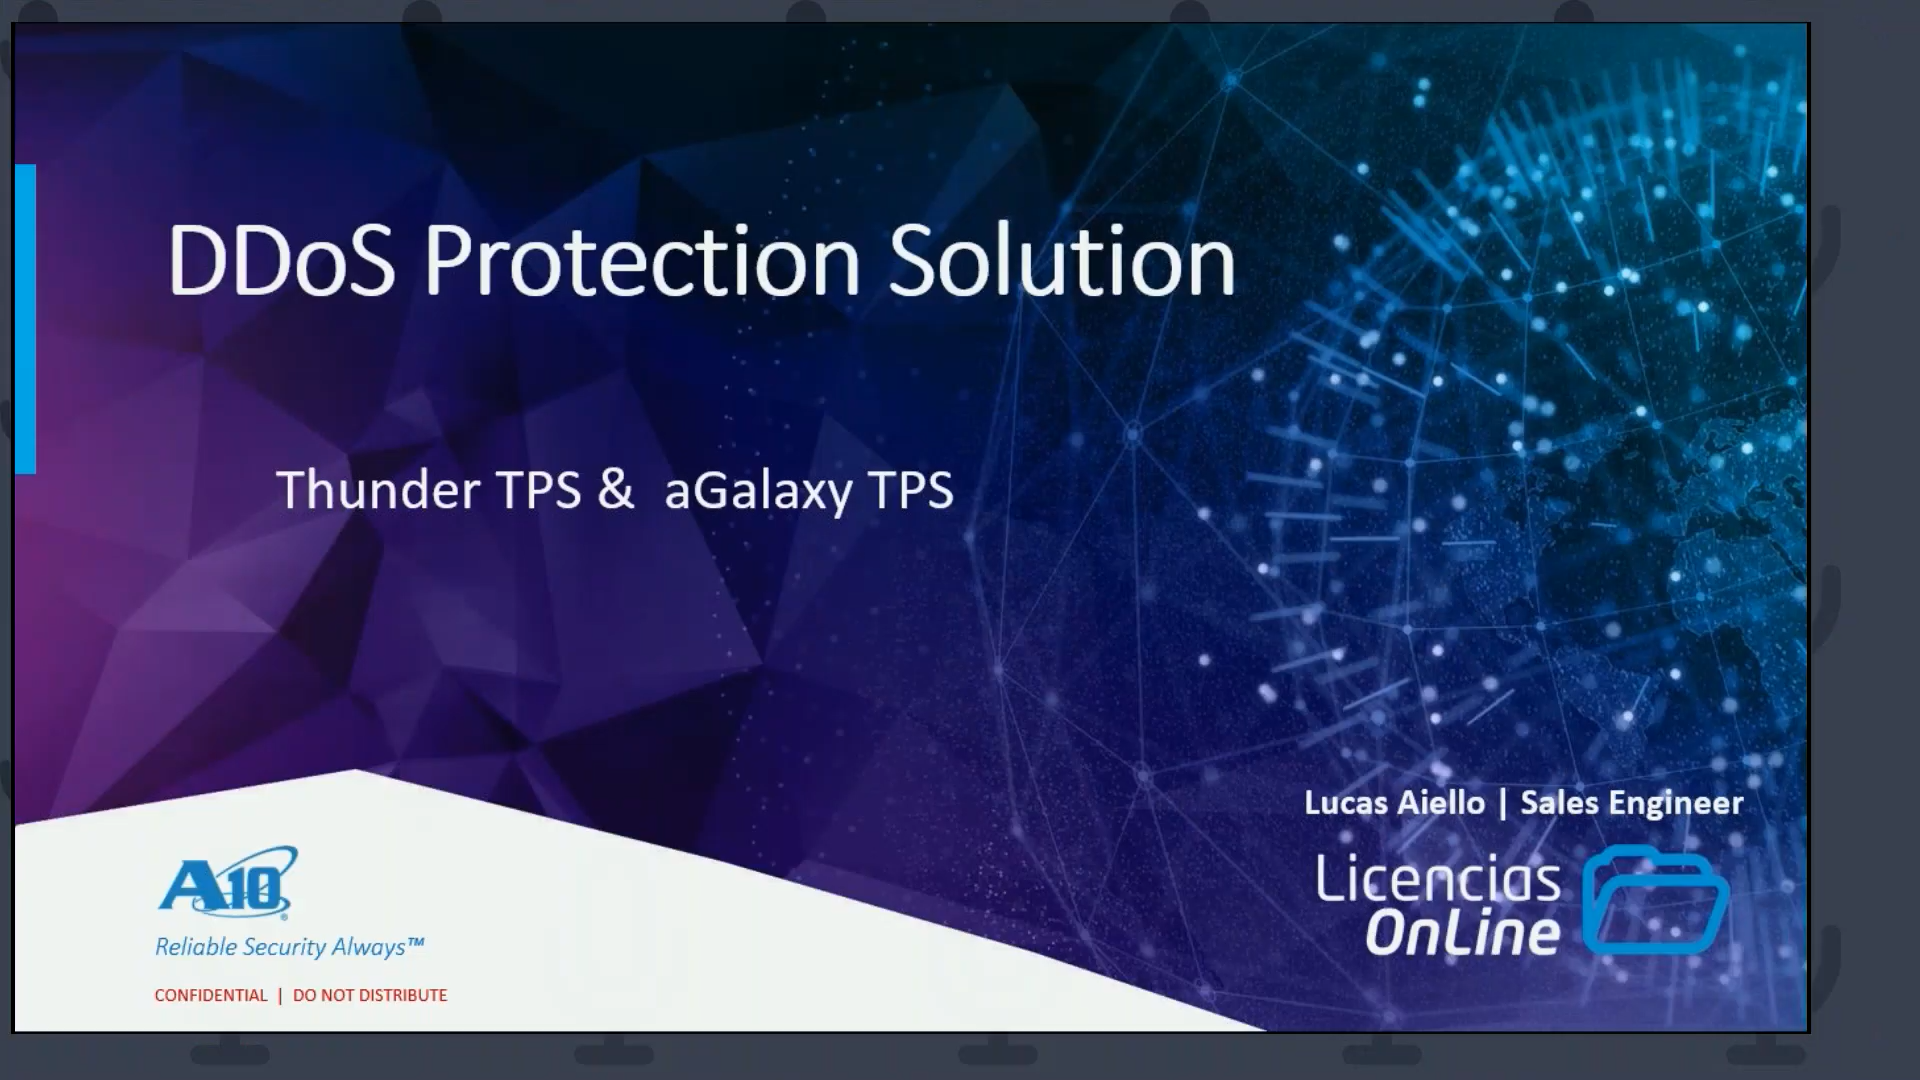 DDoS Protection Solution
Thunder TPS &  aGalaxy TPS
Lucas Aiello | Sales Engineer
Licencias
OnLine
A10
Reliable Security Always™
CONFIDENTIAL | DO NOT DISTRIBUTE